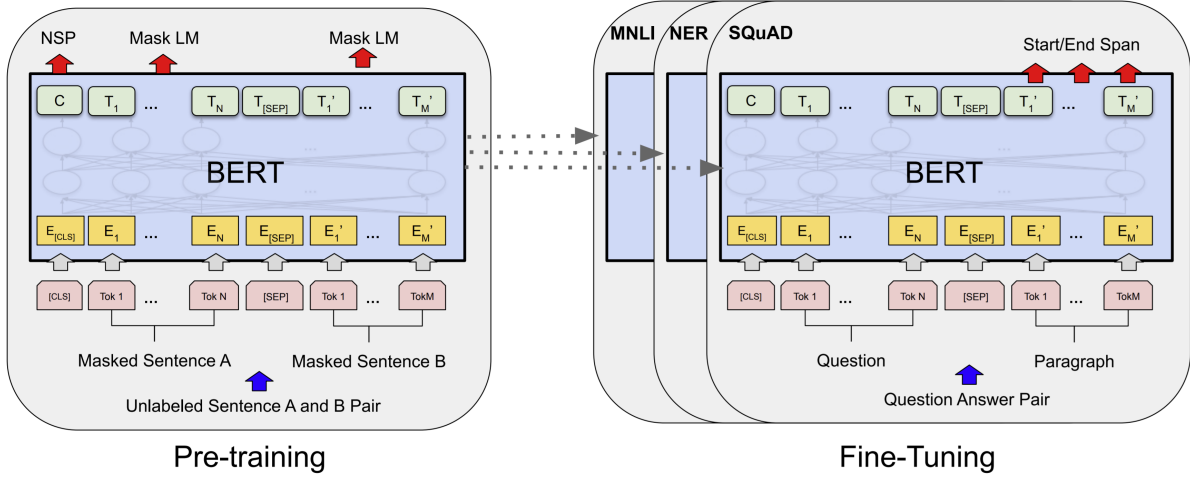 NSP Mask LM Mask LM
C T1 ... TN T[SEP] T1' ... TM'
...
BERT
...
E[CLS] E1 ... EN E[SEP] E1' ... EM'
[CLS] Tok 1 ... Tok N [SEP] Tok 1 ... TokM
Masked Sentence A Masked Sentence B
Unlabeled Sentence A and B Pair
Pre-training
MNLI NER SQuAD
Start/End Span
C T1 ... TN T[SEP] T1' ... TM'
...
BERT
...
E[CLS] E1 ... EN E[SEP] E1' ... EM'
[CLS] Tok 1 ... Tok N [SEP] Tok 1 ... TokM
Question Paragraph
Question Answer Pair
Fine-Tuning